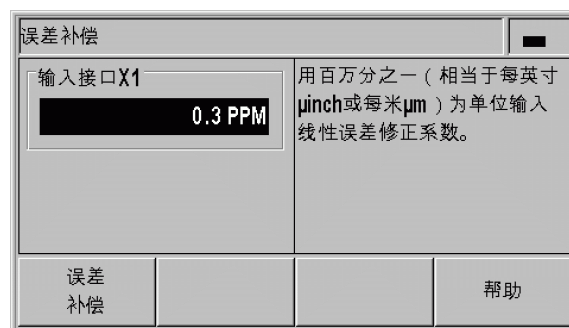 误差补偿
输入接口X1
0.3 PPM
用百万分之一（相当于每英寸
μinch或每米μm）为单位输入
线性误差修正系数。
误差
补偿
帮助